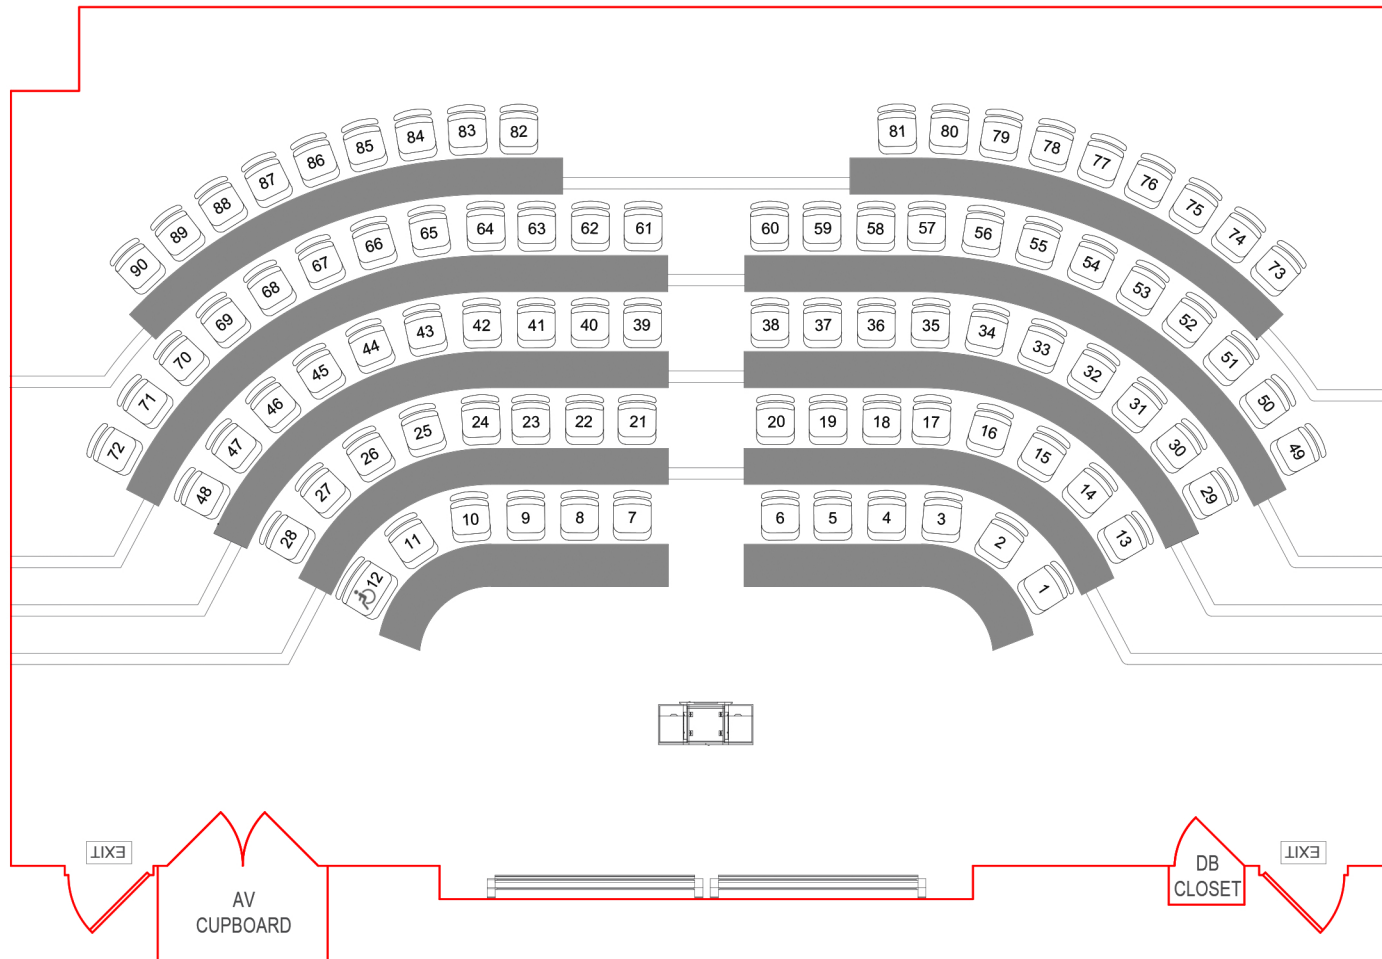 82 83 84 85 86 87 88 89 90
81 80 79 78 77 76 75 74 73
61 62 63 64 65 66 67 68 69 70 71 72
60 59 58 57 56 55 54 53 52 51 50 49
39 40 41 42 43 44 45 46 47 48
38 37 36 35 34 33 32 31 30 29
21 22 23 24 25 26 27 28
20 19 18 17 16 15 14 13
7 8 9 10 11 12
6 5 4 3 2 1
EXIT
AV
CUPBOARD
DB
CLOSET
EXIT